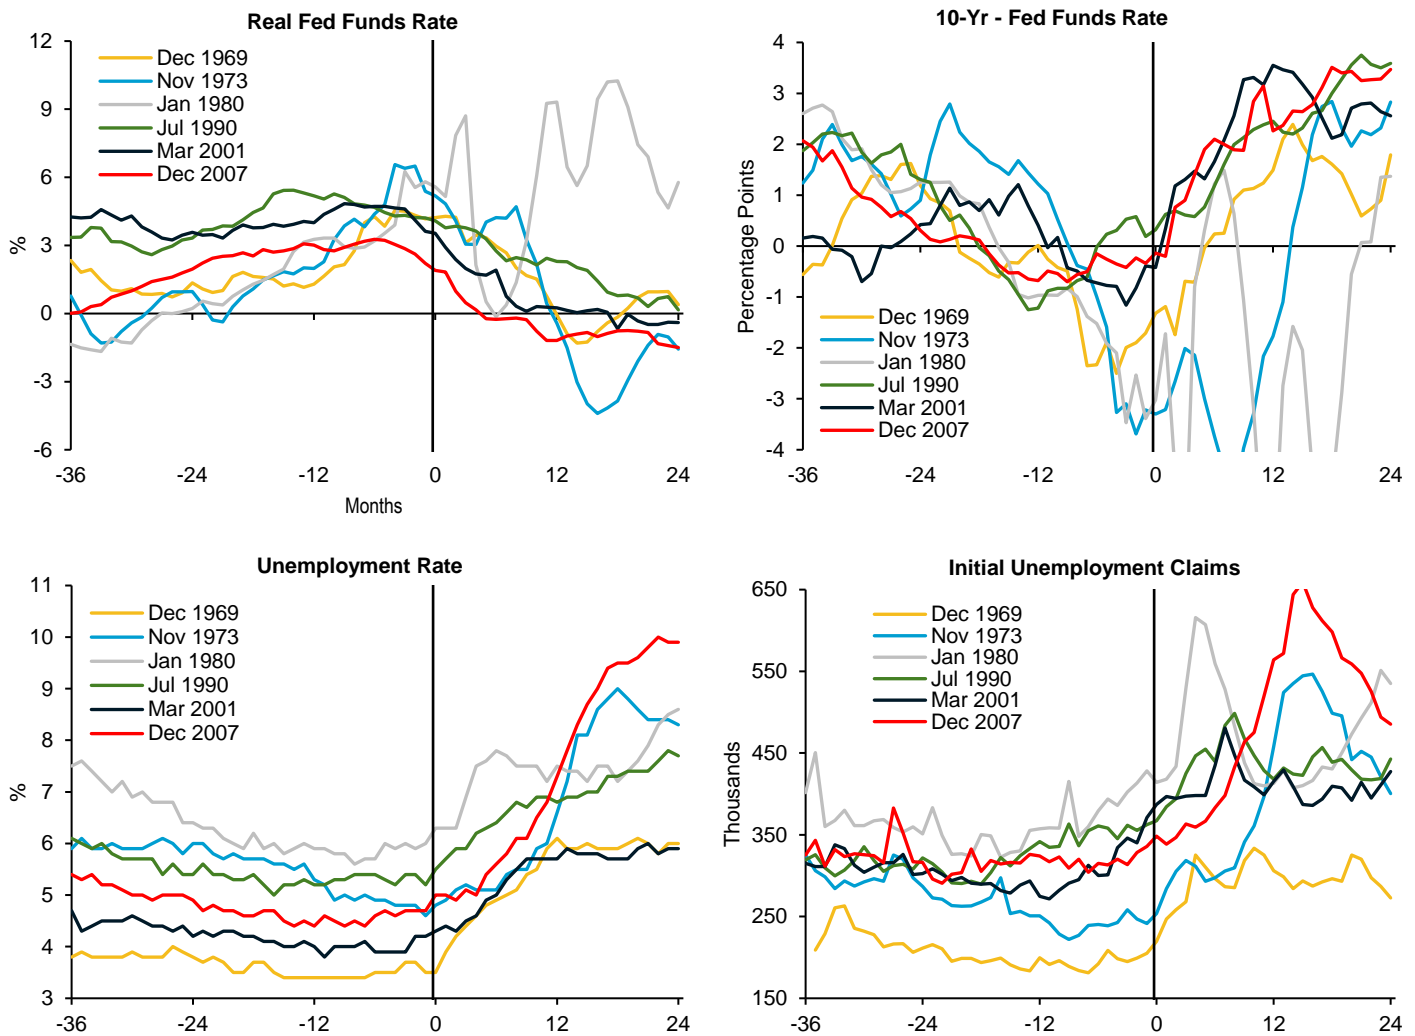 Real Fed Funds Rate
12
9
6
3
0
-3
-6
%
Dec 1969
Nov 1973
Jan 1980
Jul 1990
Mar 2001
Dec 2007
-36
-24
-12
0
12
24
Months
10-Yr - Fed Funds Rate
4
3
2
1
0
-1
-2
-3
-4
Percentage Points
Dec 1969
Nov 1973
Jan 1980
Jul 1990
Mar 2001
Dec 2007
-36
-24
-12
0
12
24
Unemployment Rate
11
10
9
8
7
6
5
4
3
%
Dec 1969
Nov 1973
Jan 1980
Jul 1990
Mar 2001
Dec 2007
-36
-24
-12
0
12
24
Initial Unemployment Claims
650
550
450
350
250
150
Thousands
Dec 1969
Nov 1973
Jan 1980
Jul 1990
Mar 2001
Dec 2007
-36
-24
-12
0
12
24